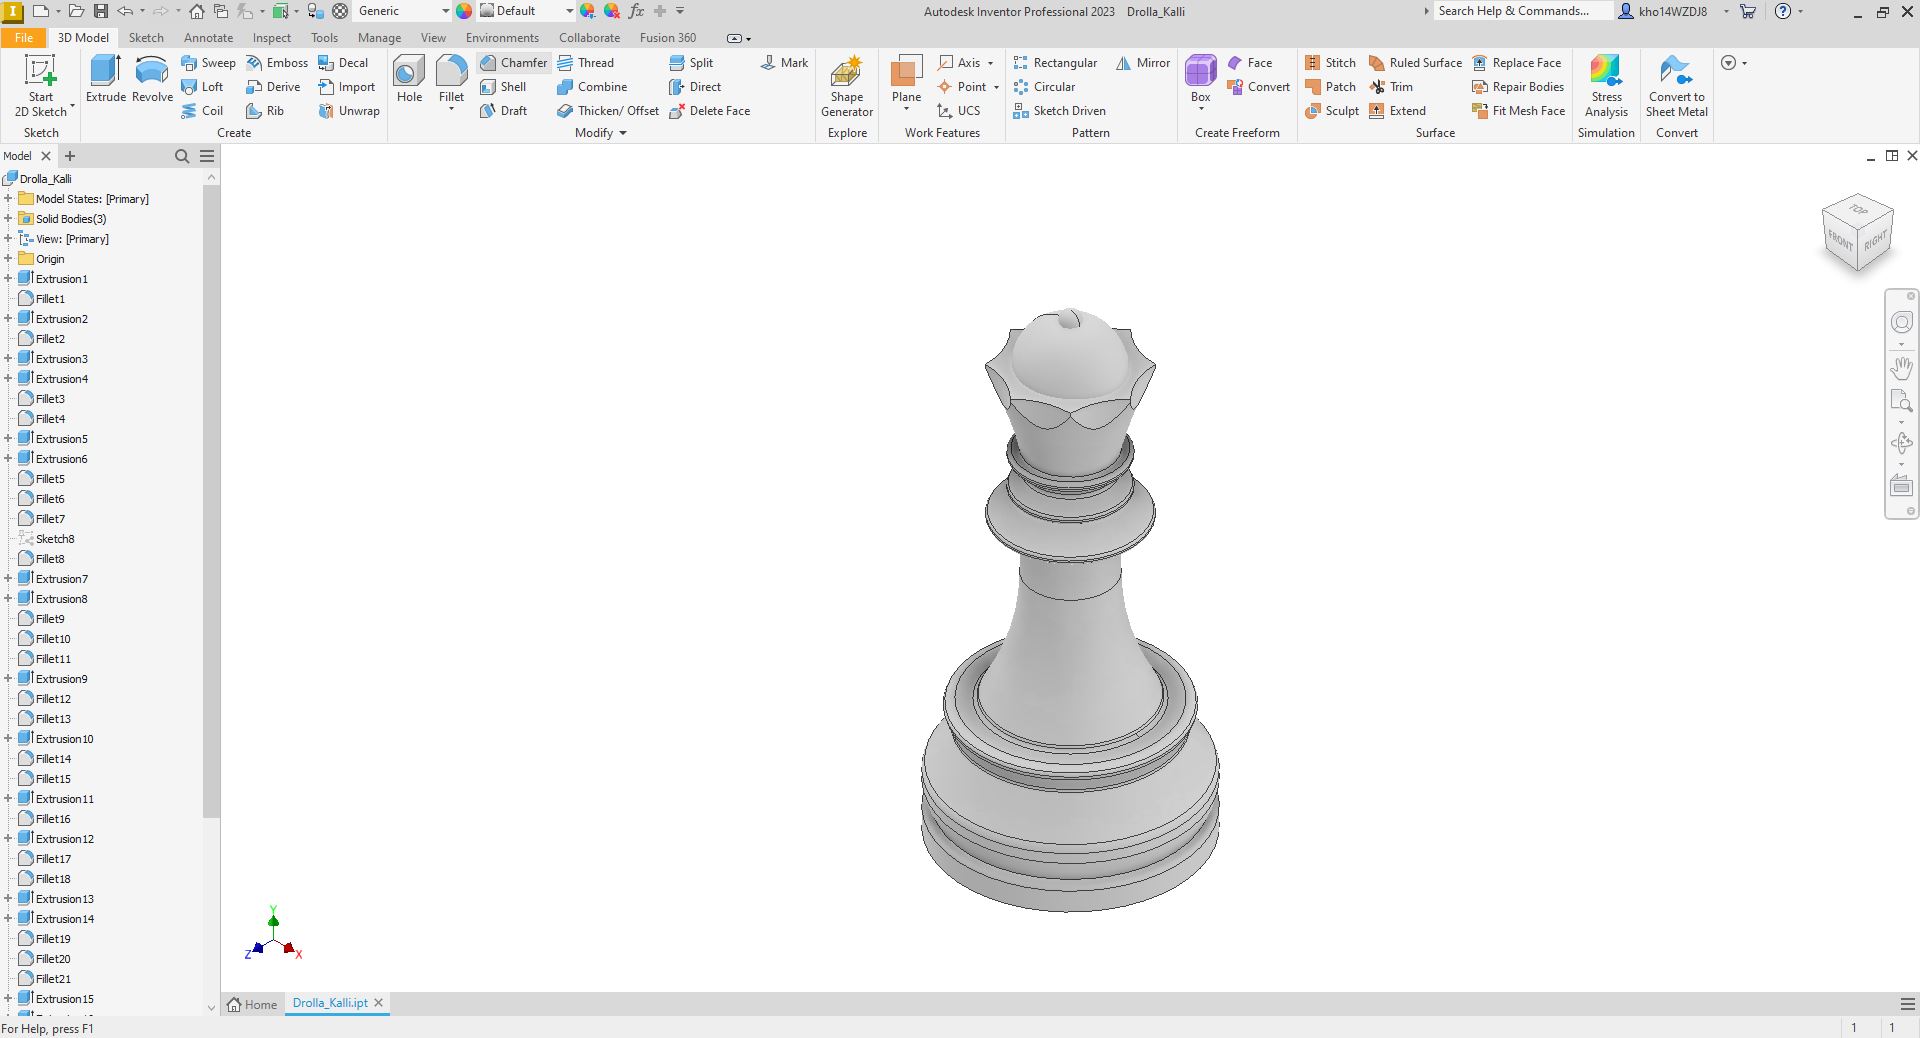 I Generic Default fx Autodesk Inventor Professional 2023 Drolla_Kalli Search Help & Commands... kho14WZDJ8 ?
File 3D Model Sketch Annotate Inspect Tools Manage View Environments Collaborate Fusion 360
Sweep Emboss Decal Chamfer Thread Split Mark Axis Rectangular Mirror Face Stitch Ruled Surface Replace Face
Loft Derive Import Shell Combine Direct Point Circular Convert Patch Trim Repair Bodies
Start 2D Sketch Extrude Revolve Hole Fillet Shape Generator Plane Box Stress Analysis Convert to Sheet Metal
Coil Rib Unwrap Draft Thicken/ Offset Delete Face UCS Sketch Driven Sculpt Extend Fit Mesh Face
Sketch Create Modify Explore Work Features Pattern Create Freeform Surface Simulation Convert
Model
Drolla_Kalli
Model States: [Primary]
Solid Bodies(3)
View: [Primary]
Origin
Extrusion1
Fillet1
Extrusion2
Fillet2
Extrusion3
Extrusion4
Fillet3
Fillet4
Extrusion5
Extrusion6
Fillet5
Fillet6
Fillet7
Sketch8
Fillet8
Extrusion7
Extrusion8
Fillet9
Fillet10
Fillet11
Extrusion9
Fillet12
Fillet13
Extrusion10
Fillet14
Fillet15
Extrusion11
Fillet16
Extrusion12
Fillet17
Fillet18
Extrusion13
Extrusion14
Fillet19
Fillet20
Fillet21
Extrusion15
TOP
FRONT RIGHT
Y
Z X
Home Drolla_Kalli.ipt
For Help, press F1 1 1